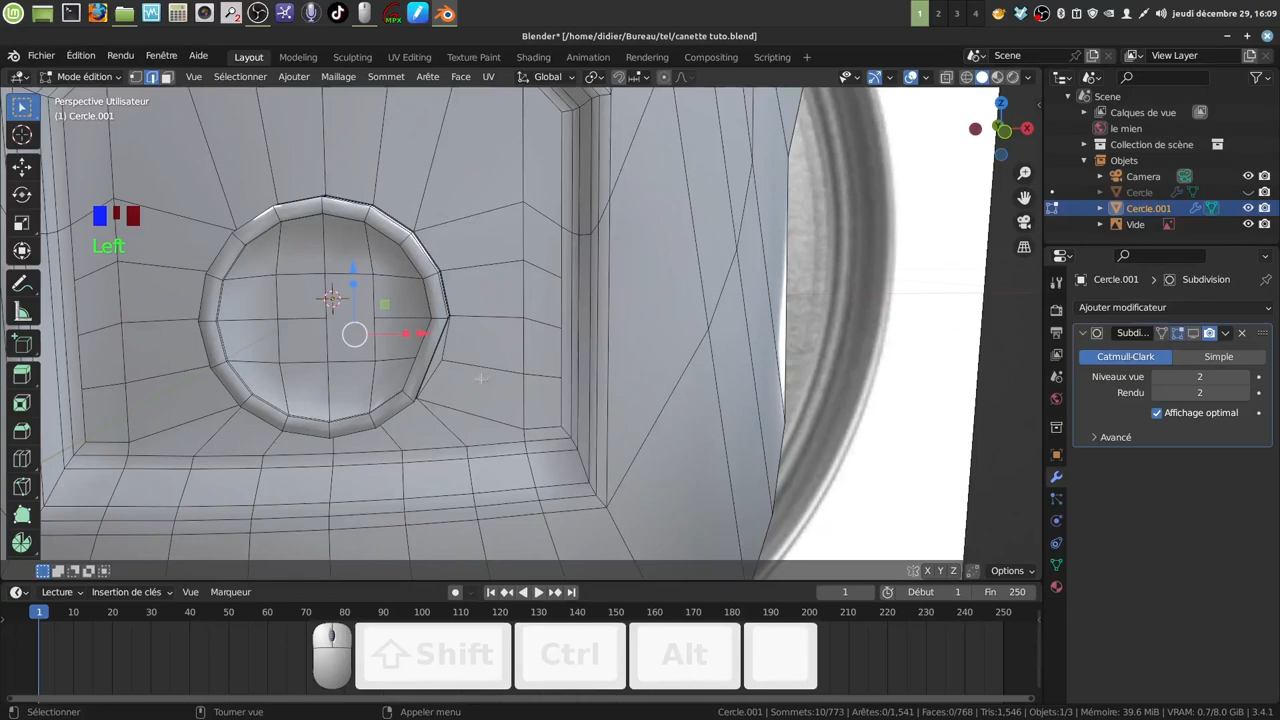 jeudi décembre 29, 16:09
1 2 3 4
Blender* [/home/didier/Bureau/tel/canette tuto.blend]
Fichier Édition Rendu Fenêtre Aide
Layout Modeling Sculpting UV Editing Texture Paint Shading Animation Rendering Compositing Geometry Nodes Scripting +
Scene View Layer
Mode édition Vue Sélectionner Ajouter Maillage Sommet Arête Face UV
Global
Perspective Utilisateur
(1) Cercle.001
Left
Z
X
Y
Scene
Calques de vue
le mien
Collection de scène
Objets
Camera
Cercle
Cercle.001
Vide
Cercle.001 Subdivision
Ajouter modificateur
Subdi...
Catmull-Clark Simple
Niveaux vue 2
Rendu 2
Affichage optimal
Avancé
X Y Z Options
Lecture Insertion de clés Vue Marqueur
1 Début 1 Fin 250
1 10 20 30 40 50 60 70 80 90 100 110 120 130 140 150 160 170 180 190 200 210 220 230 240 250
Shift Ctrl Alt
Sélectionner Tourner vue Appeler menu
Cercle.001 | Sommets:10/773 | Arêtes:0/1,541 | Faces:0/768 | Tris:1,546 | Objets:1/3 | Mémoire: 39.6 MiB | VRAM: 0.7/8.0 GiB | 3.4.1